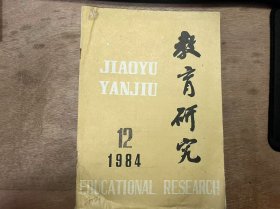 JIAOYU
YANJIU
教育研究
12
1984
EDUCATIONAL RESEARCH